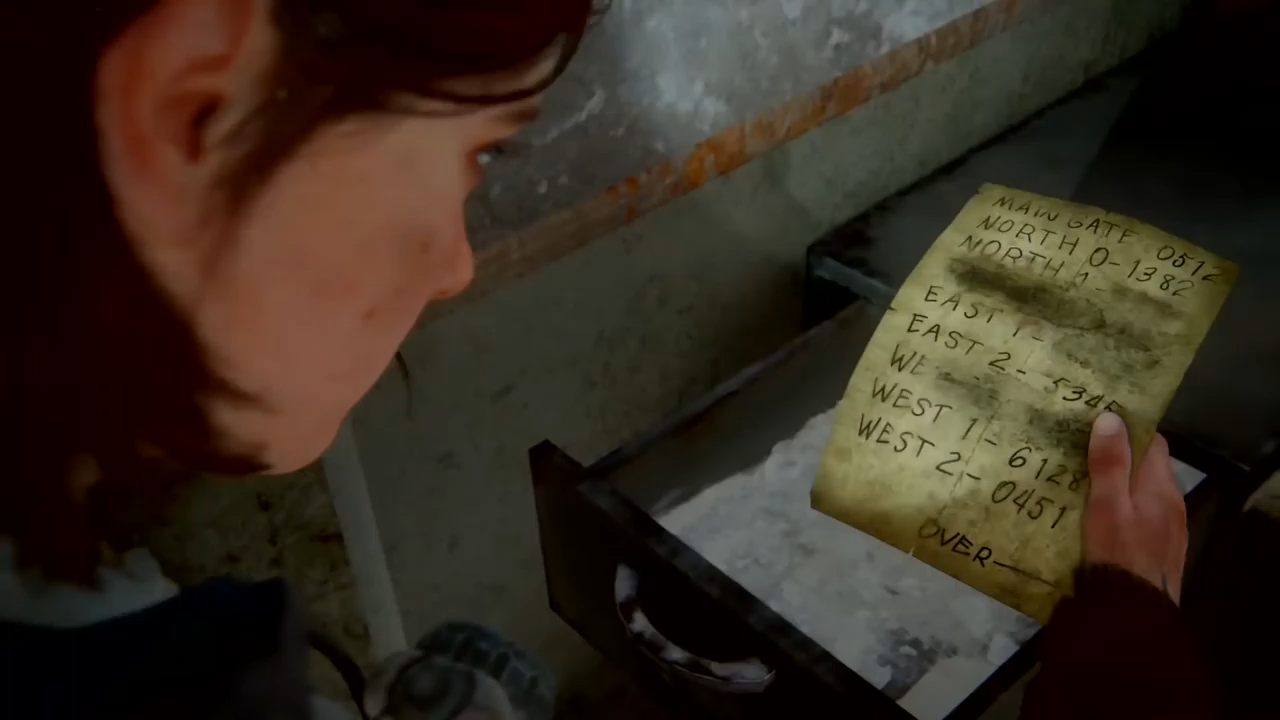 MAIN GATE 0512
NORTH 0-1382
NORTH 1-
EAST 1-
EAST 2- 5345
WE
WEST 1- 6128
WEST 2- 0451
OVER—